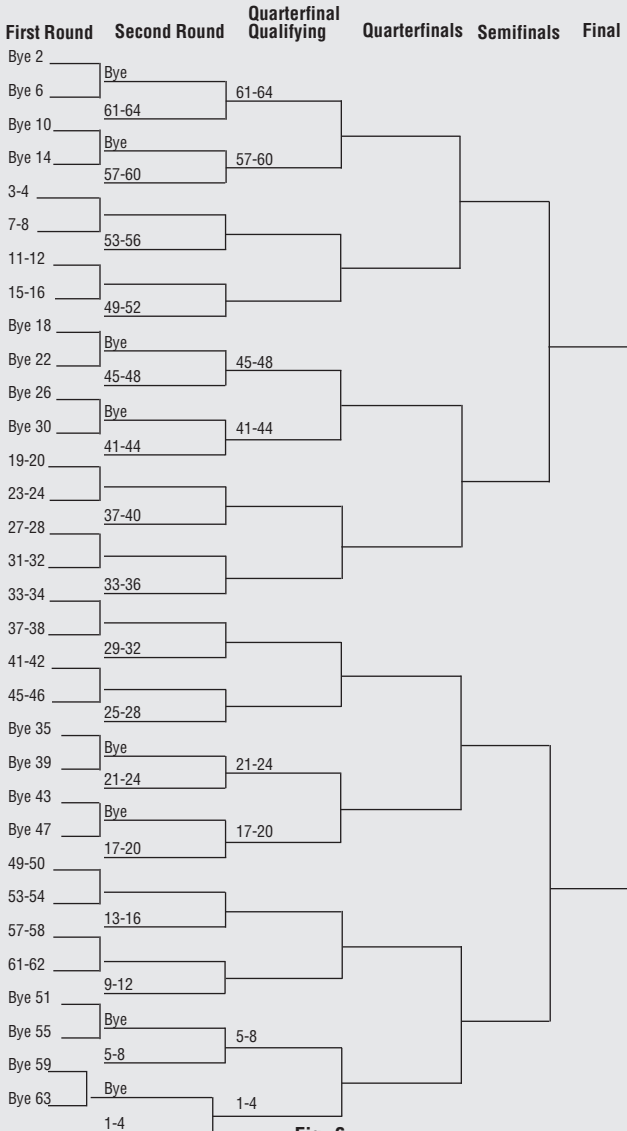 First Round
Second Round
Quarterfinal
Qualifying
Quarterfinals
Semifinals
Final
Bye 2
Bye 6
Bye 10
Bye 14
3-4
7-8
11-12
15-16
Bye 18
Bye 22
Bye 26
Bye 30
19-20
23-24
27-28
31-32
33-34
37-38
41-42
45-46
Bye 35
Bye 39
Bye 43
Bye 47
49-50
53-54
57-58
61-62
Bye 51
Bye 55
Bye 59
Bye 63
Bye
61-64
Bye
57-60
53-56
49-52
Bye
45-48
Bye
41-44
37-40
33-36
29-32
25-28
Bye
21-24
Bye
17-20
13-16
9-12
Bye
5-8
Bye
1-4
61-64
57-60
45-48
41-44
21-24
17-20
5-8
1-4
Fig.